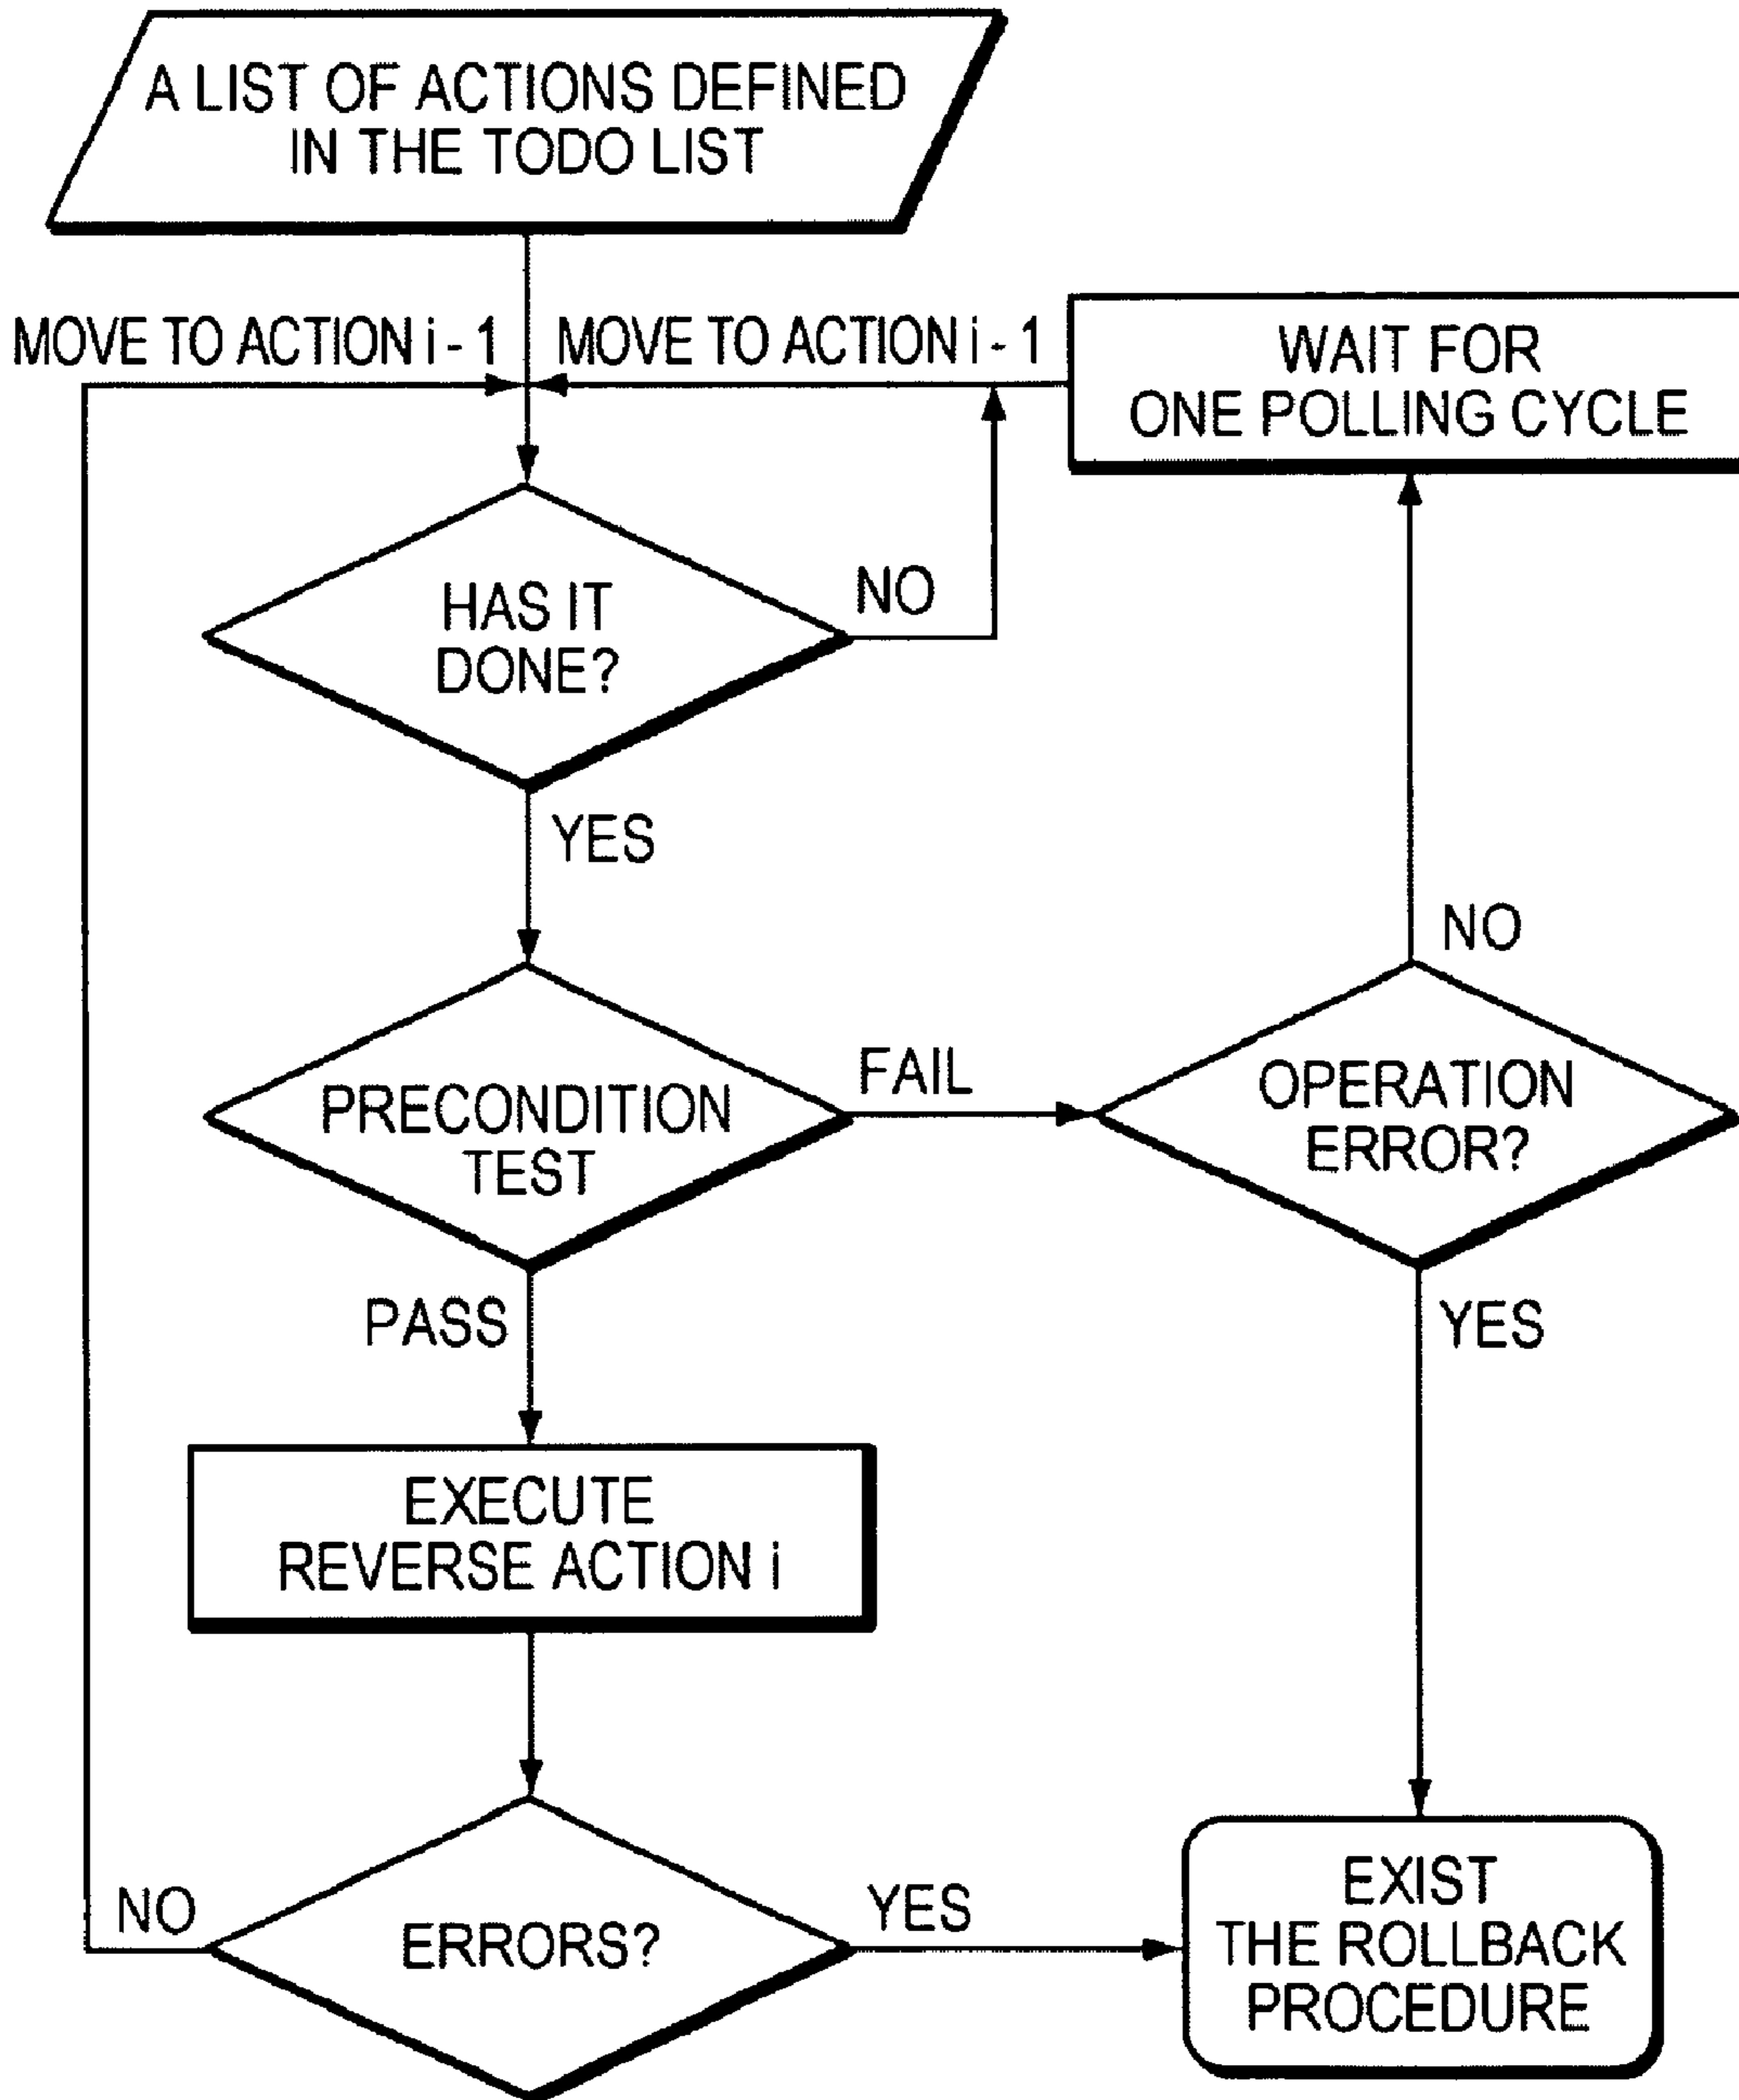 A LIST OF ACTIONS DEFINED
IN THE TODO LIST
MOVE TO ACTION i - 1
MOVE TO ACTION i - 1
WAIT FOR
ONE POLLING CYCLE
HAS IT
DONE?
NO
YES
NO
PRECONDITION
TEST
FAIL
OPERATION
ERROR?
PASS
YES
EXECUTE
REVERSE ACTION i
NO
ERRORS?
YES
EXIST
THE ROLLBACK
PROCEDURE